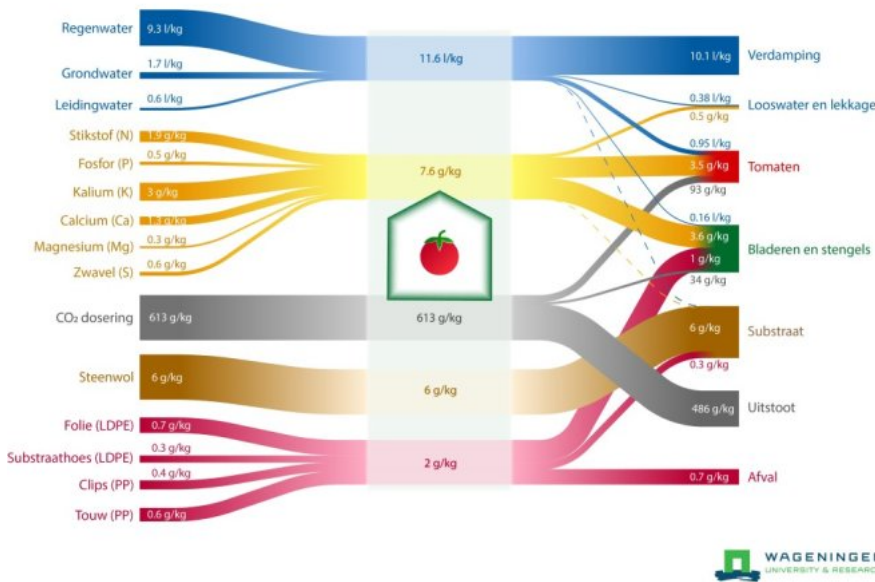 Regenwater
9.3 l/kg
1.7 g/kg
Grondwater
0.6 l/kg
Leidingwater
Stikstof (N)
1.9 g/kg
0.5 g/kg
Fosfor (P)
Kalium (K)
3 g/kg
Calcium (Ca)
1.3 g/kg
0.3 g/kg
Magnesium (Mg)
0.6 g/kg
Zwavel (S)
CO₂ dosering
613 g/kg
Steenwol
6 g/kg
Folie (LDPE)
0.7 g/kg
0.3 g/kg
Substraathoes (LDPE)
0.4 g/kg
Clips (PP)
Touw (PP)
0.6 g/kg
11.6 l/kg
7.6 g/kg
613 g/kg
6 g/kg
2 g/kg
10.1 l/kg
Verdamping
0.38 l/kg
Looswater en lekkage
0.5 g/kg
0.95 l/kg
3.5 g/kg
Tomaten
93 g/kg
0.16 l/kg
3.6 g/kg
Bladeren en stengels
1 g/kg
34 g/kg
6 g/kg
Substraat
0.3 g/kg
486 g/kg
Uitstoot
0.7 g/kg
Afval
WAGENINGEN
UNIVERSITY & RESEARCH